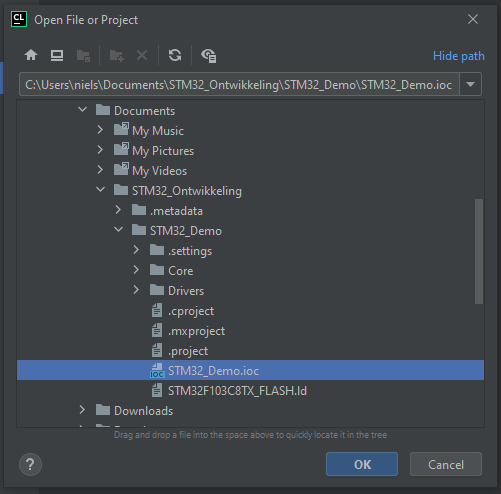 CL Open File or Project
Hide path
C:\Users\niels\Documents\STM32_Ontwikkeling\STM32_Demo\STM32_Demo.ioc
Documents
My Music
My Pictures
My Videos
STM32_Ontwikkeling
.metadata
STM32_Demo
.settings
Core
Drivers
.cproject
.mxproject
.project
IOC STM32_Demo.ioc
STM32F103C8TX_FLASH.ld
Downloads
Drag and drop a file into the space above to quickly locate it in the tree
? OK Cancel